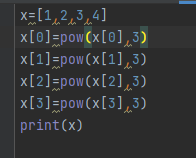 x=[1,2,3,4]
x[0]=pow(x[0],3)
x[1]=pow(x[1],3)
x[2]=pow(x[2],3)
x[3]=pow(x[3],3)
print(x)